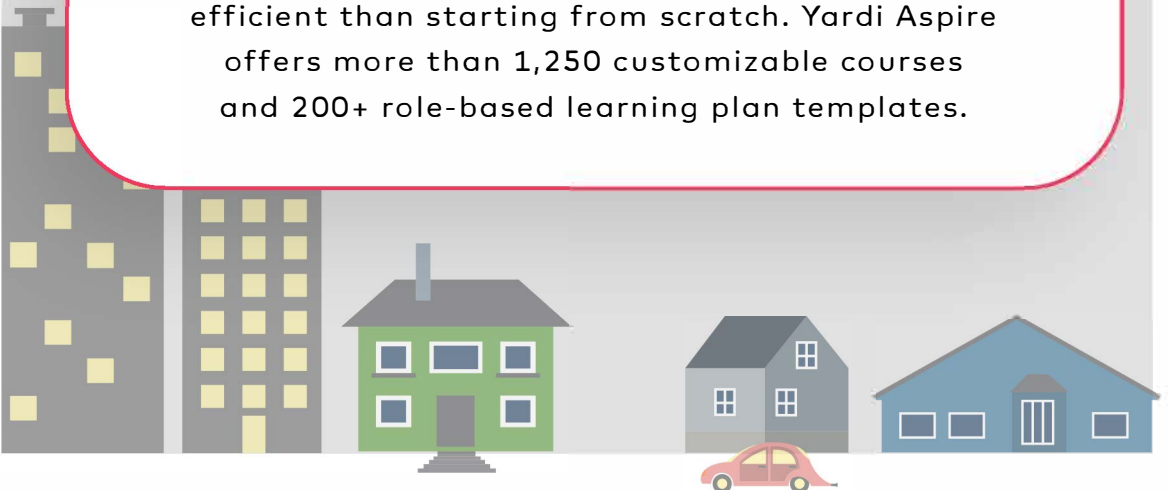 efficient than starting from scratch. Yardi Aspire
offers more than 1,250 customizable courses
and 200+ role-based learning plan templates.